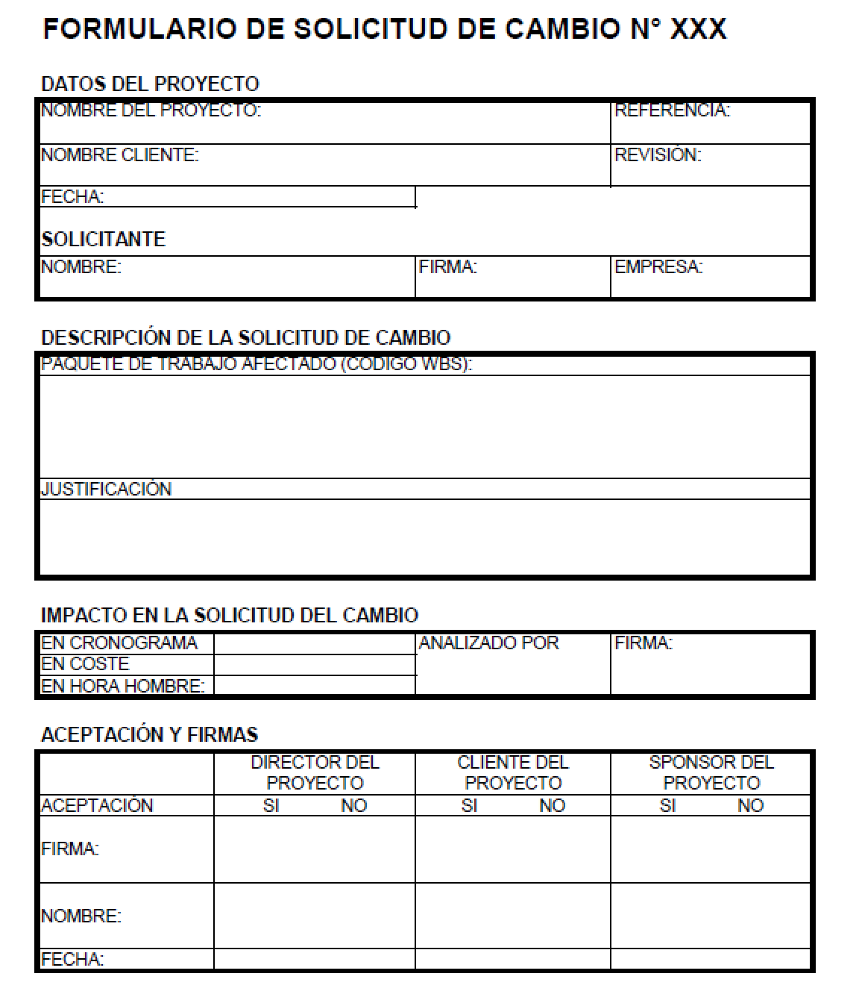 FORMULARIO DE SOLICITUD DE CAMBIO N° XXX
DATOS DEL PROYECTO
NOMBRE DEL PROYECTO: REFERENCIA:
NOMBRE CLIENTE: REVISIÓN:
FECHA:
SOLICITANTE
NOMBRE: FIRMA: EMPRESA:
DESCRIPCIÓN DE LA SOLICITUD DE CAMBIO
PAQUETE DE TRABAJO AFECTADO (CODIGO WBS):
JUSTIFICACIÓN
IMPACTO EN LA SOLICITUD DEL CAMBIO
EN CRONOGRAMA ANALIZADO POR FIRMA:
EN COSTE
EN HORA HOMBRE:
ACEPTACIÓN Y FIRMAS
DIRECTOR DEL PROYECTO CLIENTE DEL PROYECTO SPONSOR DEL PROYECTO
ACEPTACIÓN SI NO SI NO SI NO
FIRMA:
NOMBRE:
FECHA: